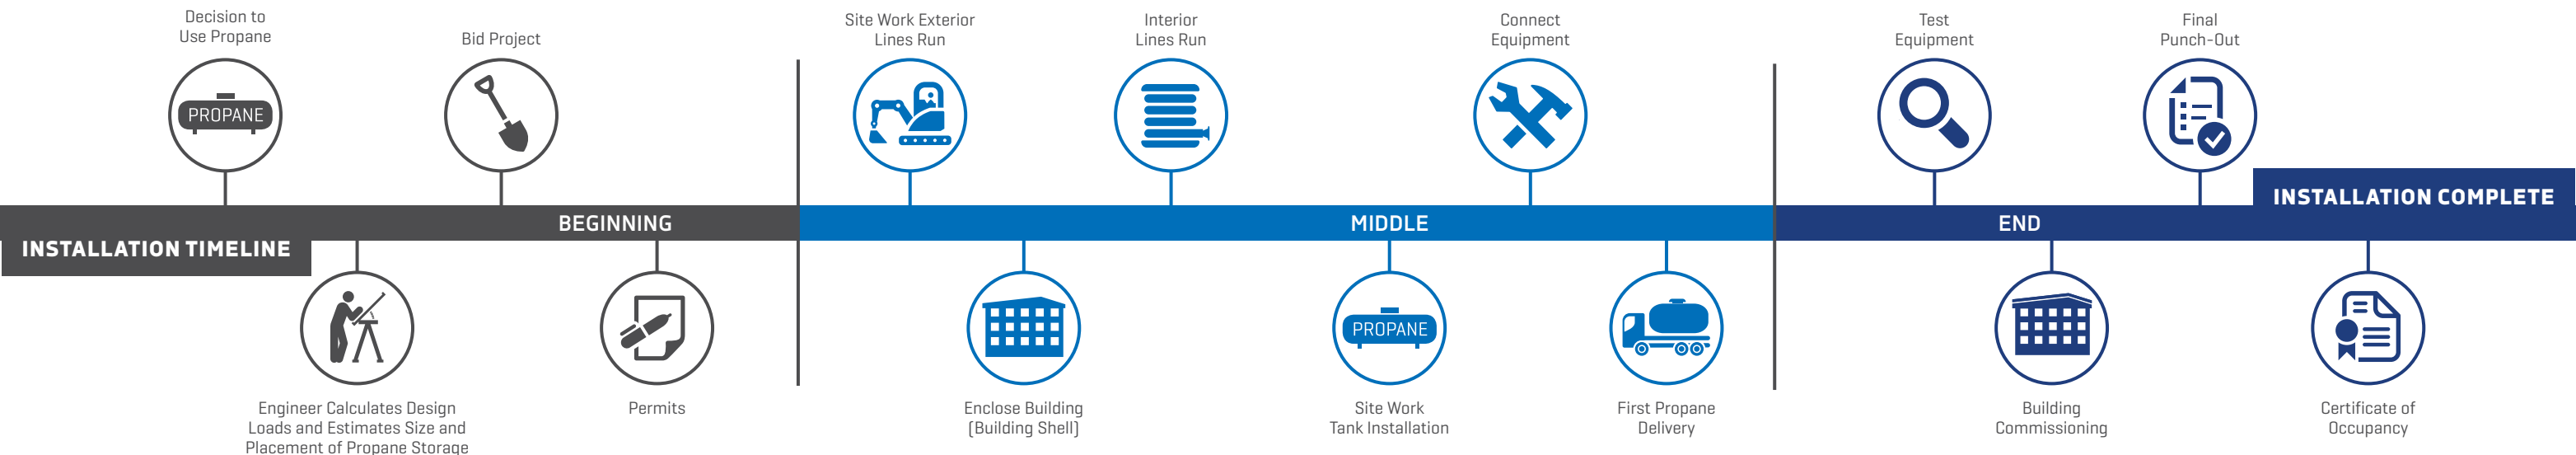 Decision to
Use Propane
Bid Project
Site Work Exterior
Lines Run
Interior
Lines Run
Connect
Equipment
Test
Equipment
Final
Punch-Out
PROPANE
INSTALLATION COMPLETE
BEGINNING
MIDDLE
END
INSTALLATION TIMELINE
PROPANE
Engineer Calculates Design
Loads and Estimates Size and
Placement of Propane Storage
Permits
Enclose Building
(Building Shell)
Site Work
Tank Installation
First Propane
Delivery
Building
Commissioning
Certificate of
Occupancy